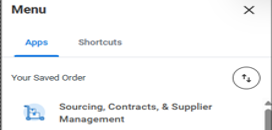 Menu
Apps
Shortcuts
Your Saved Order
Sourcing, Contracts, & Supplier
Management